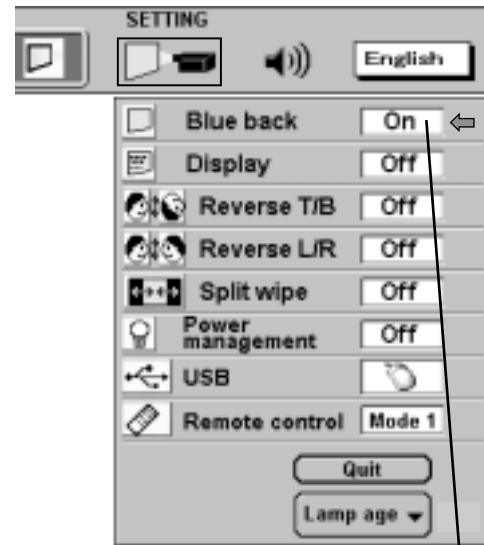 SETTING
English
Blue back On
Display Off
Reverse T/B Off
Reverse L/R Off
Split wipe Off
Power
management Off
USB
Remote control Mode 1
Quit
Lamp age